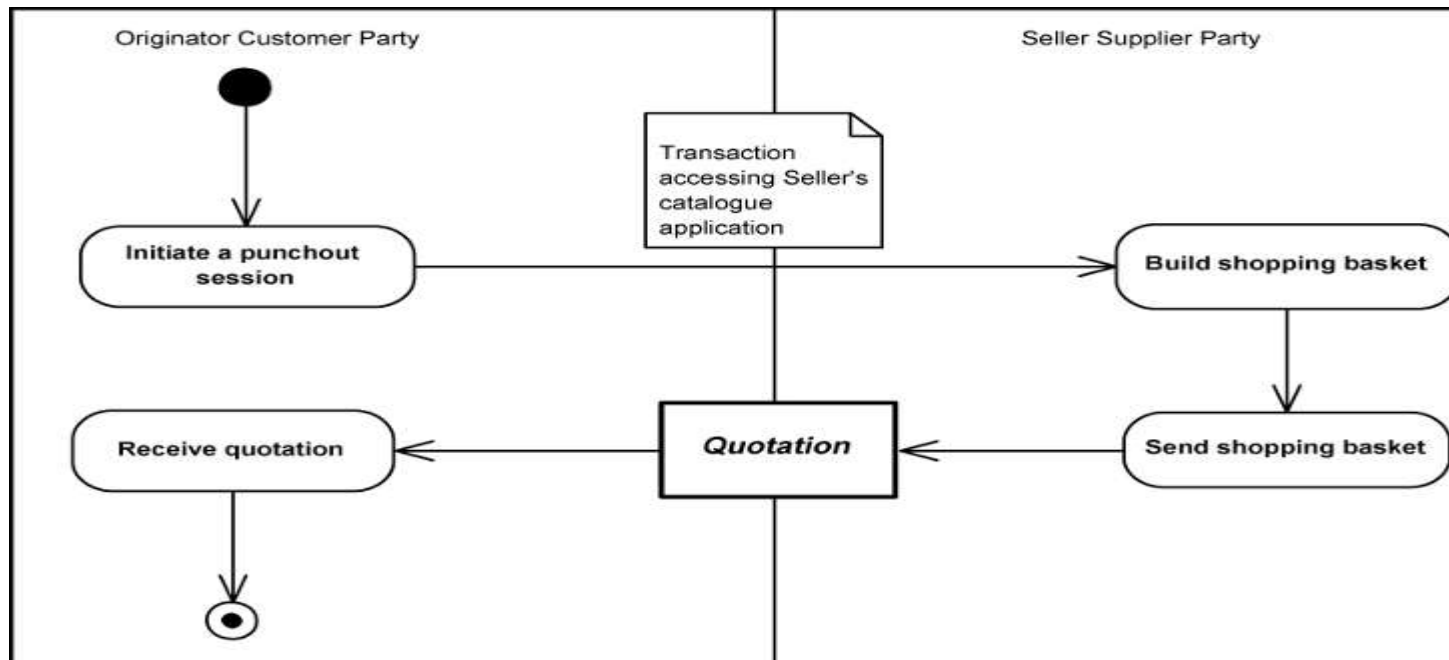 Originator Customer Party
Seller Supplier Party
Transaction
accessing Seller's
catalogue
application
Initiate a punchout
session
Build shopping basket
Receive quotation
Quotation
Send shopping basket